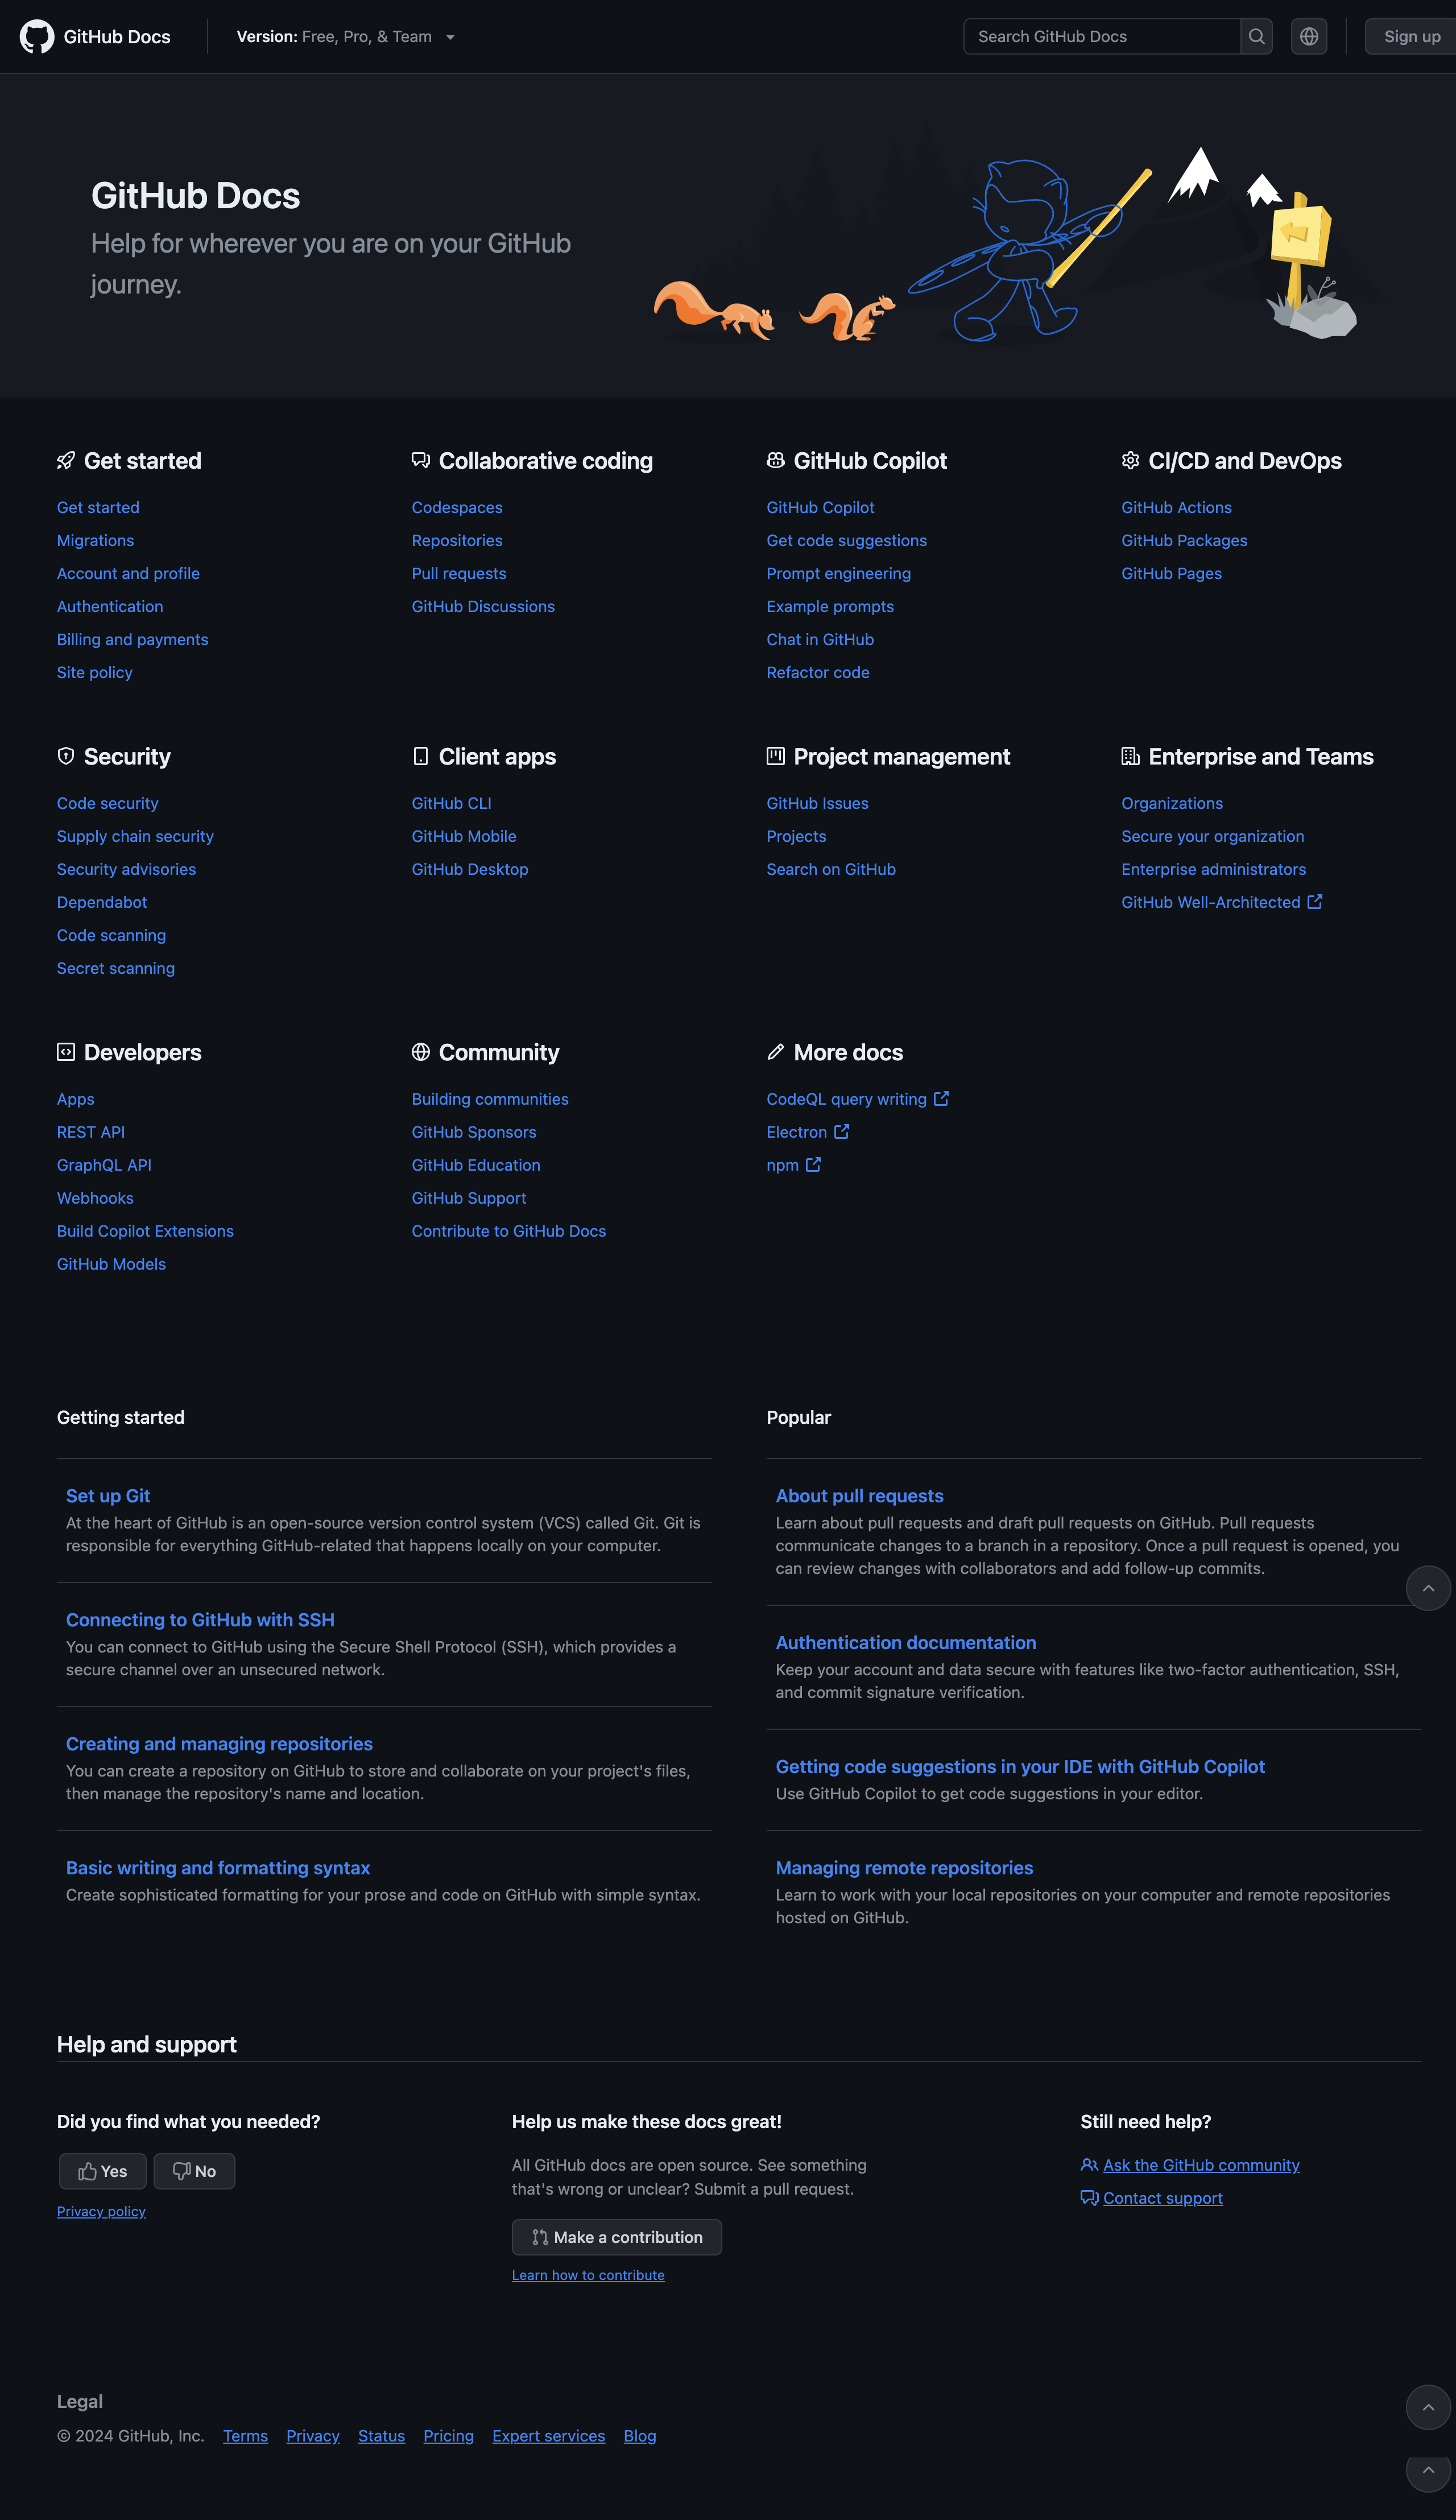 GitHub Docs
Version: Free, Pro, & Team
Search GitHub Docs
Sign up
GitHub Docs
Help for wherever you are on your GitHub
journey.
Get started
Get started
Migrations
Account and profile
Authentication
Billing and payments
Site policy
Collaborative coding
Codespaces
Repositories
Pull requests
GitHub Discussions
GitHub Copilot
GitHub Copilot
Get code suggestions
Prompt engineering
Example prompts
Chat in GitHub
Refactor code
CI/CD and DevOps
GitHub Actions
GitHub Packages
GitHub Pages
Security
Code security
Supply chain security
Security advisories
Dependabot
Code scanning
Secret scanning
Client apps
GitHub CLI
GitHub Mobile
GitHub Desktop
Project management
GitHub Issues
Projects
Search on GitHub
Enterprise and Teams
Organizations
Secure your organization
Enterprise administrators
GitHub Well-Architected
Developers
Apps
REST API
GraphQL API
Webhooks
Build Copilot Extensions
GitHub Models
Community
Building communities
GitHub Sponsors
GitHub Education
GitHub Support
Contribute to GitHub Docs
More docs
CodeQL query writing
Electron
npm
Getting started
Set up Git
At the heart of GitHub is an open-source version control system (VCS) called Git. Git is
responsible for everything GitHub-related that happens locally on your computer.
Connecting to GitHub with SSH
You can connect to GitHub using the Secure Shell Protocol (SSH), which provides a
secure channel over an unsecured network.
Creating and managing repositories
You can create a repository on GitHub to store and collaborate on your project's files,
then manage the repository's name and location.
Basic writing and formatting syntax
Create sophisticated formatting for your prose and code on GitHub with simple syntax.
Popular
About pull requests
Learn about pull requests and draft pull requests on GitHub. Pull requests
communicate changes to a branch in a repository. Once a pull request is opened, you
can review changes with collaborators and add follow-up commits.
Authentication documentation
Keep your account and data secure with features like two-factor authentication, SSH,
and commit signature verification.
Getting code suggestions in your IDE with GitHub Copilot
Use GitHub Copilot to get code suggestions in your editor.
Managing remote repositories
Learn to work with your local repositories on your computer and remote repositories
hosted on GitHub.
Help and support
Did you find what you needed?
Yes
No
Privacy policy
Help us make these docs great!
All GitHub docs are open source. See something
that's wrong or unclear? Submit a pull request.
Make a contribution
Learn how to contribute
Still need help?
Ask the GitHub community
Contact support
Legal
© 2024 GitHub, Inc. Terms Privacy Status Pricing Expert services Blog